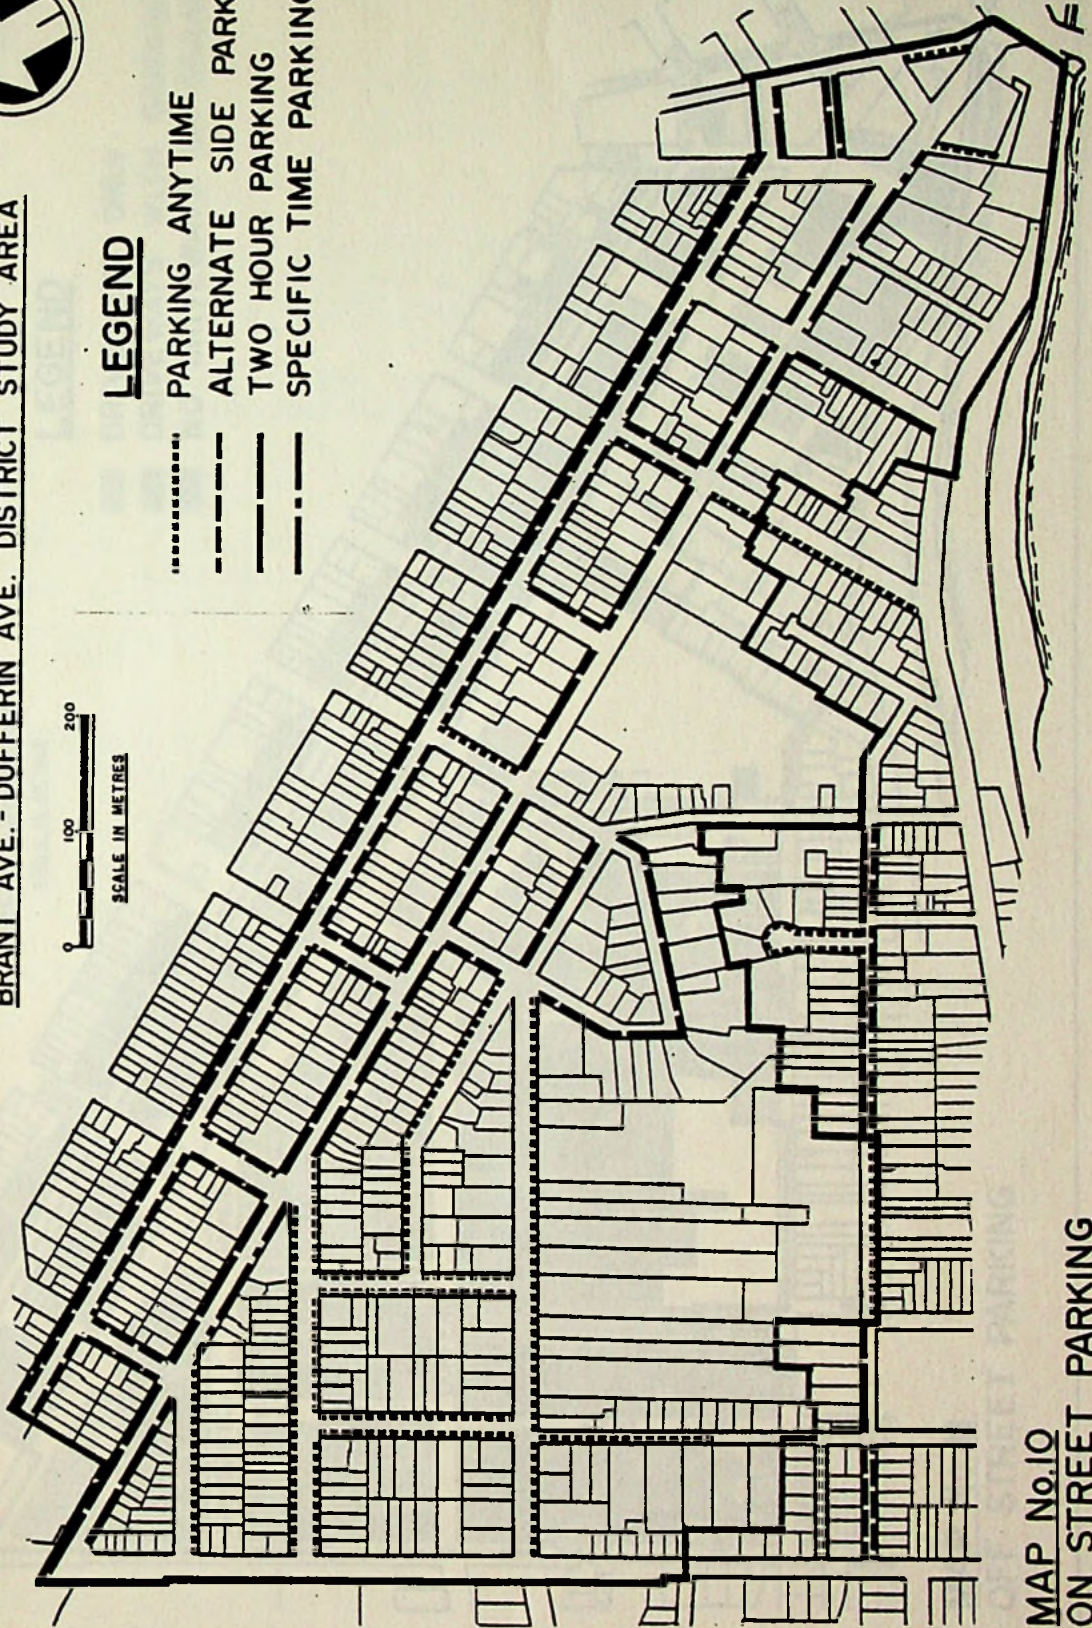 BRANT AVE.-DUFFERIN AVE. DISTRICT STUDY AREA
LEGEND
PARKING ANYTIME
ALTERNATE SIDE PARK
TWO HOUR PARKING
SPECIFIC TIME PARKING
0 100 200
SCALE IN METRES
MAP No.10
ON STREET PARKING